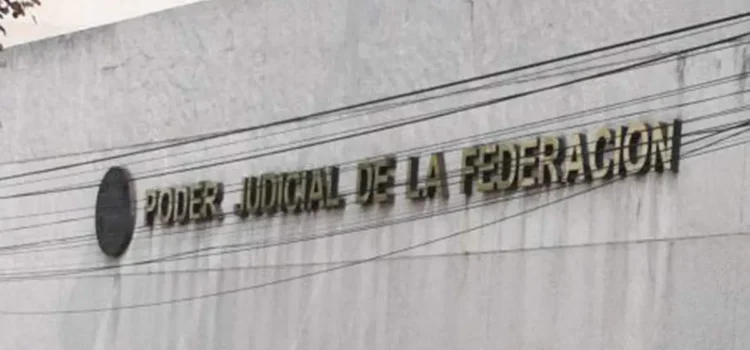 PODER JUDICIAL DE LA FEDERACION